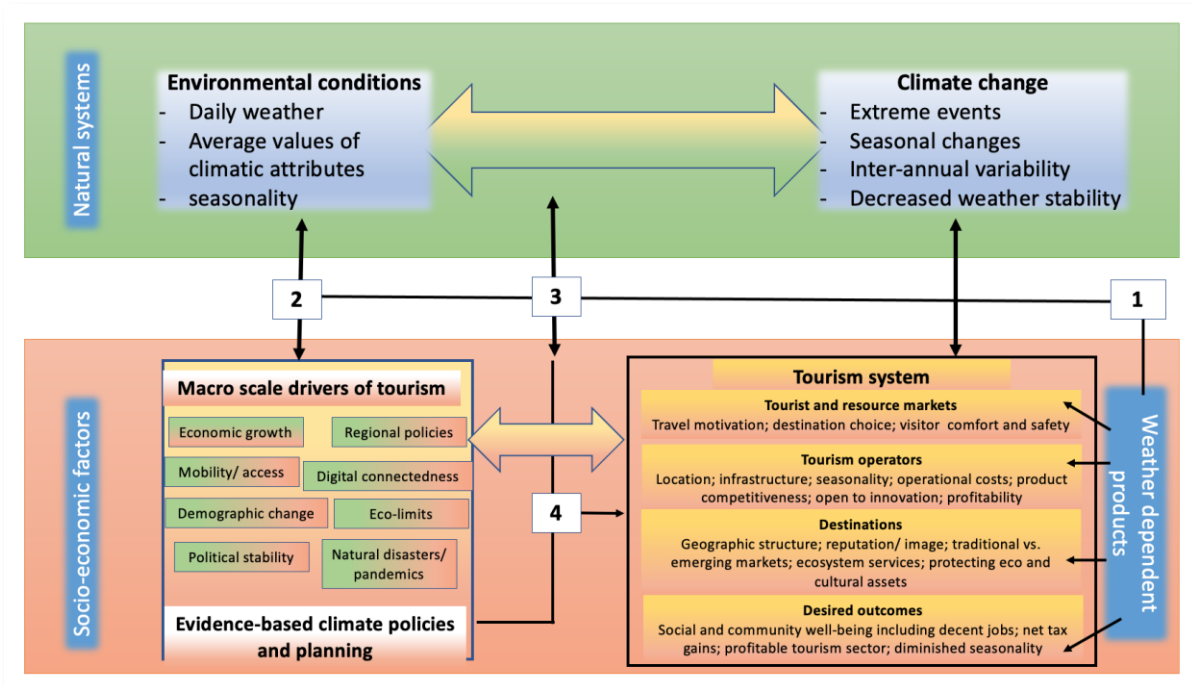 Natural systems
Environmental conditions
- Daily weather
- Average values of
climatic attributes
- seasonality
Climate change
- Extreme events
- Seasonal changes
- Inter-annual variability
- Decreased weather stability
2
3
1
Socio-economic factors
Macro scale drivers of tourism
Economic growth
Regional policies
Mobility/ access
Digital connectedness
Demographic change
Eco-limits
Political stability
Natural disasters/
pandemics
Evidence-based climate policies
and planning
4
Tourism system
Tourist and resource markets
Travel motivation; destination choice; visitor comfort and safety
Tourism operators
Location; infrastructure; seasonality; operational costs; product
competitiveness; open to innovation; profitability
Destinations
Geographic structure; reputation/ image; traditional vs.
emerging markets; ecosystem services; protecting eco and
cultural assets
Desired outcomes
Social and community well-being including decent jobs; net tax
gains; profitable tourism sector; diminished seasonality
Weather dependent
products